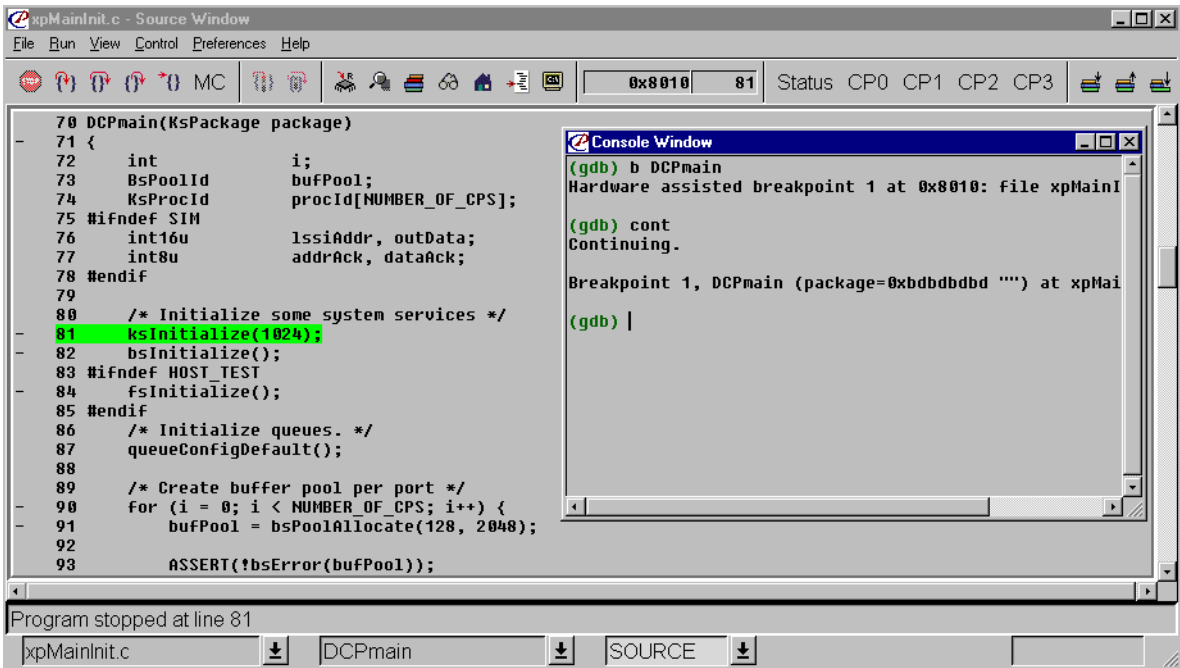 xpMainInit.c - Source Window
File Run View Control Preferences Help
STOP MC 0x8010 81 Status CP0 CP1 CP2 CP3
70 DCPmain(KsPackage package)
- 71 {
72 int i;
73 BsPoolId bufPool;
74 KsProcId procId[NUMBER_OF_CPS];
75 #ifndef SIM
76 int16u lssiAddr, outData;
77 int8u addrAck, dataAck;
78 #endif
79
80 /* Initialize some system services */
- 81 ksInitialize(1024);
- 82 bsInitialize();
83 #ifndef HOST_TEST
- 84 fsInitialize();
85 #endif
86 /* Initialize queues. */
87 queueConfigDefault();
88
89 /* Create buffer pool per port */
- 90 for (i = 0; i < NUMBER_OF_CPS; i++) {
- 91 bufPool = bsPoolAllocate(128, 2048);
92
93 ASSERT(!bsError(bufPool));
Console Window
(gdb) b DCPmain
Hardware assisted breakpoint 1 at 0x8010: file xpMainI
(gdb) cont
Continuing.
Breakpoint 1, DCPmain (package=0xbdbdbdbd "") at xpMai
(gdb)
Program stopped at line 81
xpMainInit.c DCPmain SOURCE